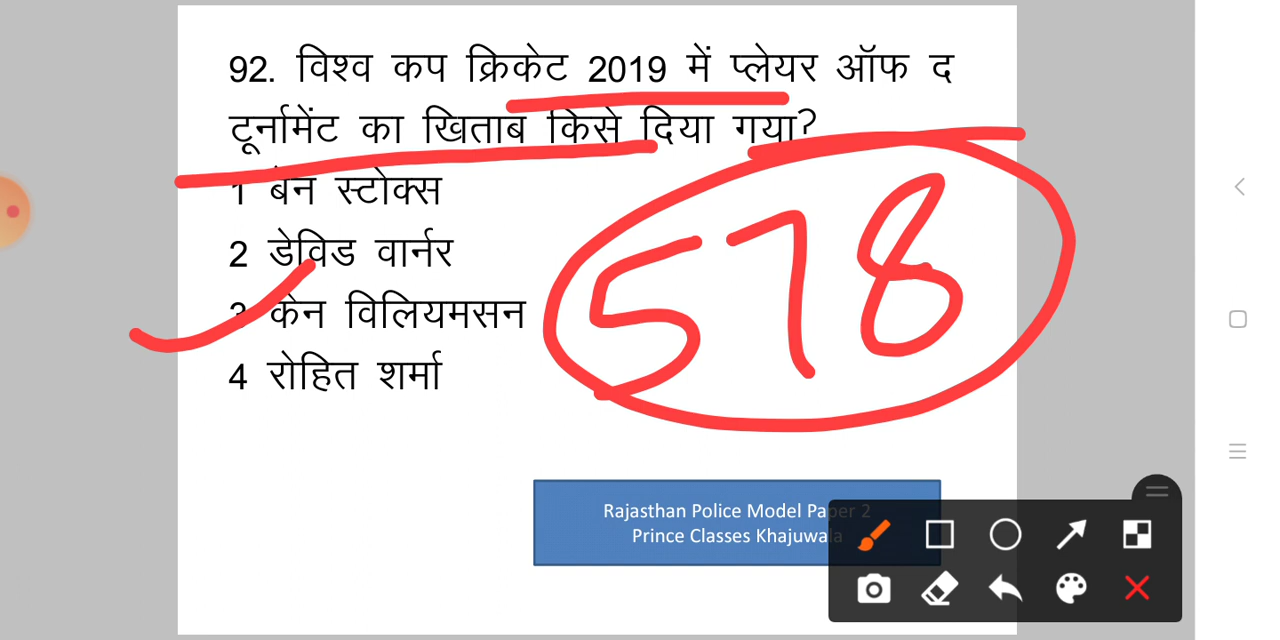 92. विश्व कप क्रिकेट 2019 में प्लेयर ऑफ द
टूर्नामेंट का खिताब किसे दिया गया?
1 बेन स्टोक्स
2 डेविड वार्नर
3 केन विलियमसन
4 रोहित शर्मा
578
Rajasthan Police Model Paper 2
Prince Classes Khajuwala